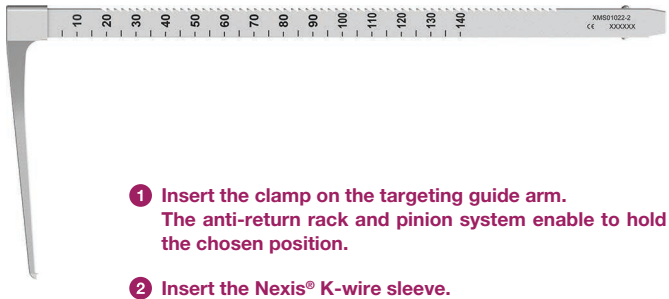 10 20 30 40 50 60 70 80 90 100 110 120 130 140
XMS01022-2
CE XXXXXX
1 Insert the clamp on the targeting guide arm.
The anti-return rack and pinion system enable to hold
the chosen position.
2 Insert the Nexis® K-wire sleeve.